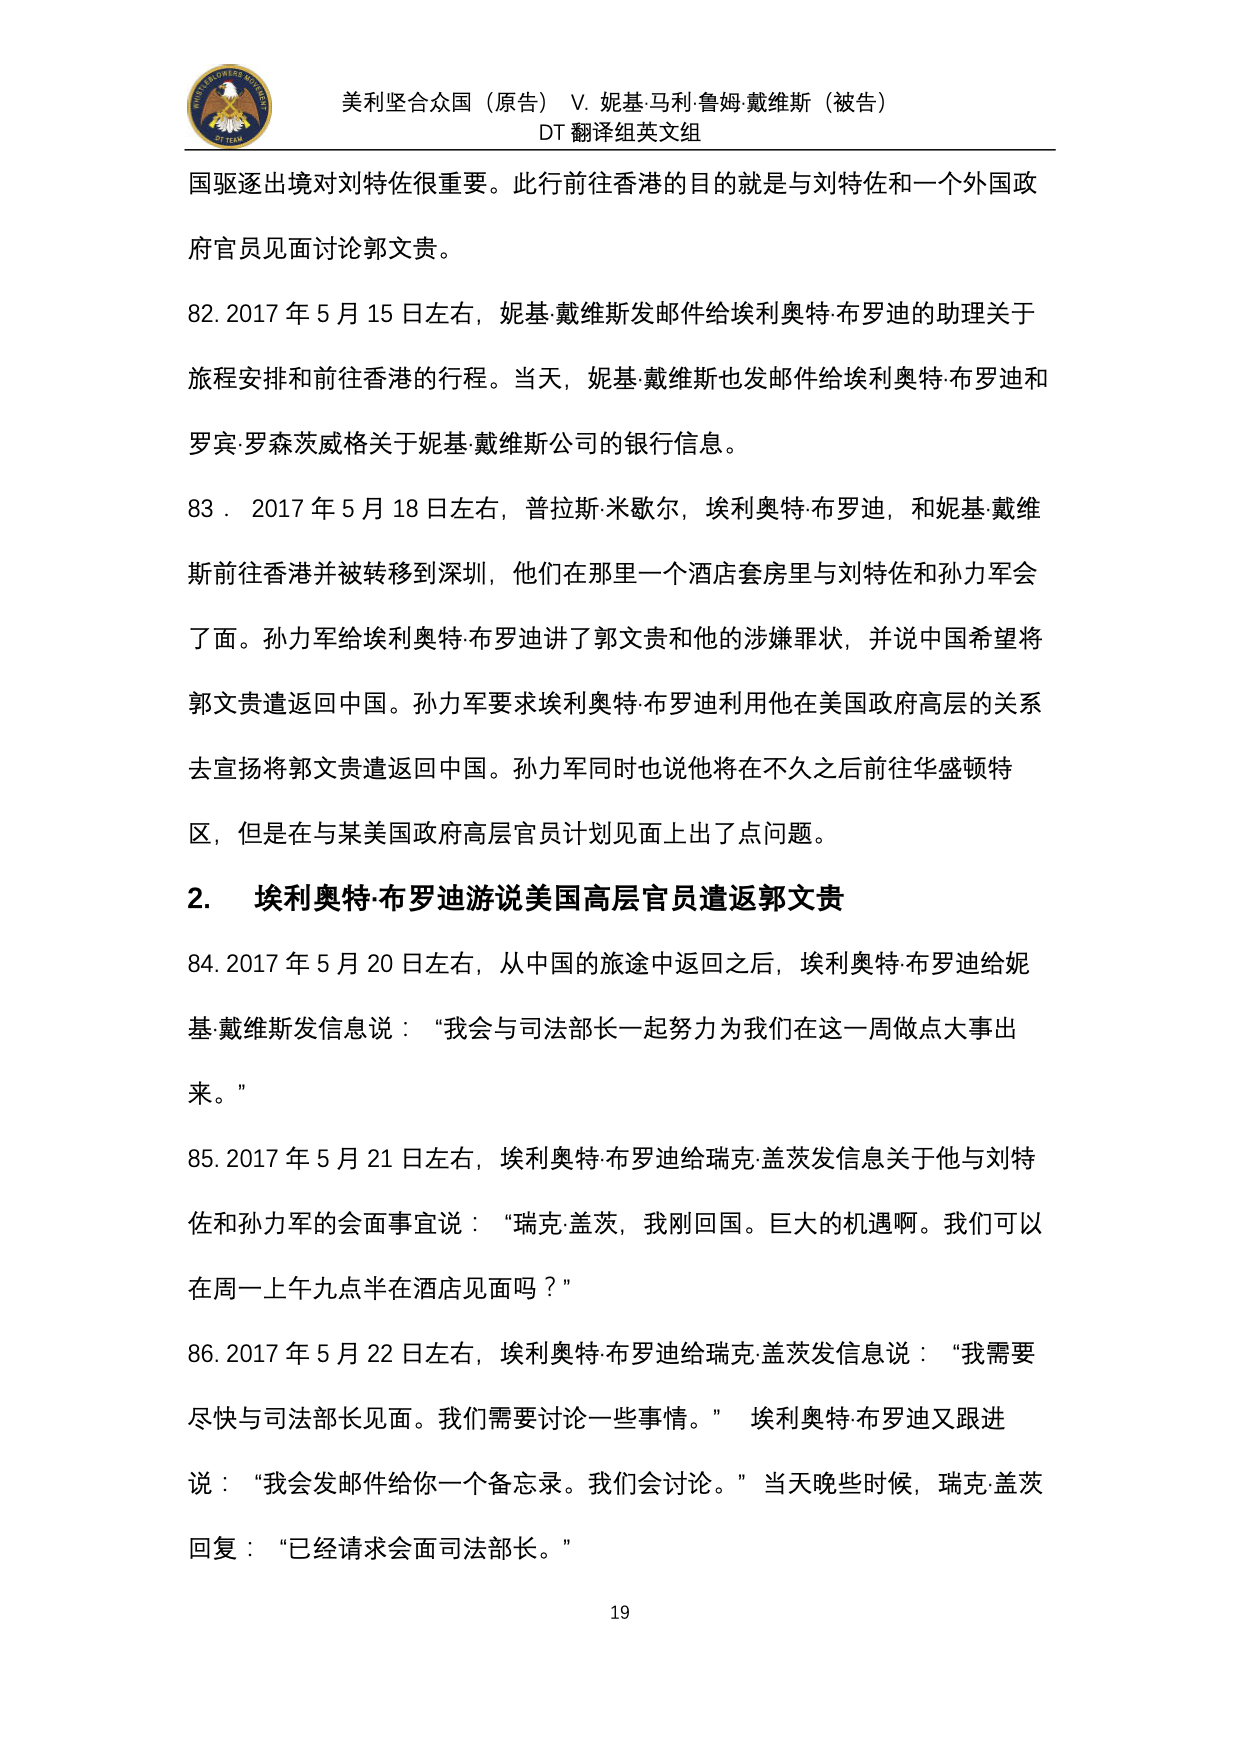 WHISTLEBLOWERS MOVEMENT
DT TEAM
美利坚合众国（原告） V. 妮基·马利·鲁姆·戴维斯（被告）
DT 翻译组英文组
国驱逐出境对刘特佐很重要。此行前往香港的目的就是与刘特佐和一个外国政
府官员见面讨论郭文贵。
82. 2017 年 5 月 15 日左右，妮基·戴维斯发邮件给埃利奥特·布罗迪的助理关于
旅程安排和前往香港的行程。当天，妮基·戴维斯也发邮件给埃利奥特·布罗迪和
罗宾·罗森茨威格关于妮基·戴维斯公司的银行信息。
83． 2017 年 5 月 18 日左右，普拉斯·米歇尔，埃利奥特·布罗迪，和妮基·戴维
斯前往香港并被转移到深圳，他们在那里一个酒店套房里与刘特佐和孙力军会
了面。孙力军给埃利奥特·布罗迪讲了郭文贵和他的涉嫌罪状，并说中国希望将
郭文贵遣返回中国。孙力军要求埃利奥特·布罗迪利用他在美国政府高层的关系
去宣扬将郭文贵遣返回中国。孙力军同时也说他将在不久之后前往华盛顿特
区，但是在与某美国政府高层官员计划见面上出了点问题。
2. 埃利奥特·布罗迪游说美国高层官员遣返郭文贵
84. 2017 年 5 月 20 日左右，从中国的旅途中返回之后，埃利奥特·布罗迪给妮
基·戴维斯发信息说：“我会与司法部长一起努力为我们在这一周做点大事出
来。”
85. 2017 年 5 月 21 日左右，埃利奥特·布罗迪给瑞克·盖茨发信息关于他与刘特
佐和孙力军的会面事宜说：“瑞克·盖茨，我刚回国。巨大的机遇啊。我们可以
在周一上午九点半在酒店见面吗？”
86. 2017 年 5 月 22 日左右，埃利奥特·布罗迪给瑞克·盖茨发信息说：“我需要
尽快与司法部长见面。我们需要讨论一些事情。” 埃利奥特·布罗迪又跟进
说：“我会发邮件给你一个备忘录。我们会讨论。”当天晚些时候，瑞克·盖茨
回复：“已经请求会面司法部长。”
19